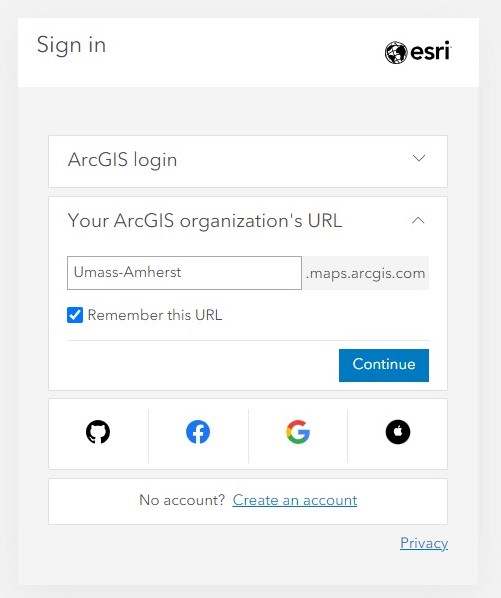 Sign in
esri
ArcGIS login
Your ArcGIS organization's URL
Umass-Amherst .maps.arcgis.com
Remember this URL
Continue
No account? Create an account
Privacy